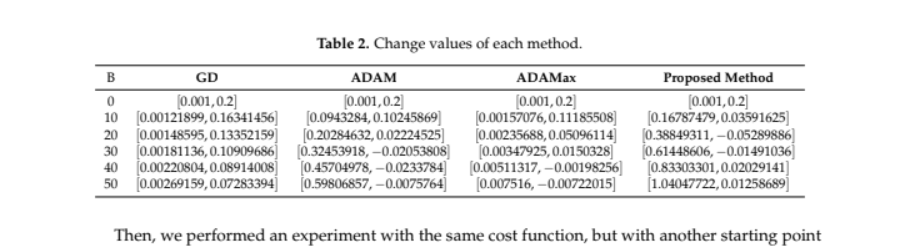 Table 2. Change values of each method.
B GD ADAM ADAMax Proposed Method
0 [0.001, 0.2] [0.001, 0.2] [0.001, 0.2] [0.001, 0.2]
10 [0.00121899, 0.16341456] [0.0943284, 0.10245869] [0.00157076, 0.11185508] [0.16787479, 0.03591625]
20 [0.00148595, 0.13352159] [0.20284632, 0.02224525] [0.00235688, 0.05096114] [0.38849311, −0.05289886]
30 [0.00181136, 0.10909686] [0.32453918, −0.02053808] [0.00347925, 0.0150328] [0.61448606, −0.01491036]
40 [0.00220804, 0.08914008] [0.45704978, −0.0233784] [0.00511317, −0.00198256] [0.83303301, 0.02029141]
50 [0.00269159, 0.07283394] [0.59806857, −0.0075764] [0.007516, −0.00722015] [1.04047722, 0.01258689]
Then, we performed an experiment with the same cost function, but with another starting point